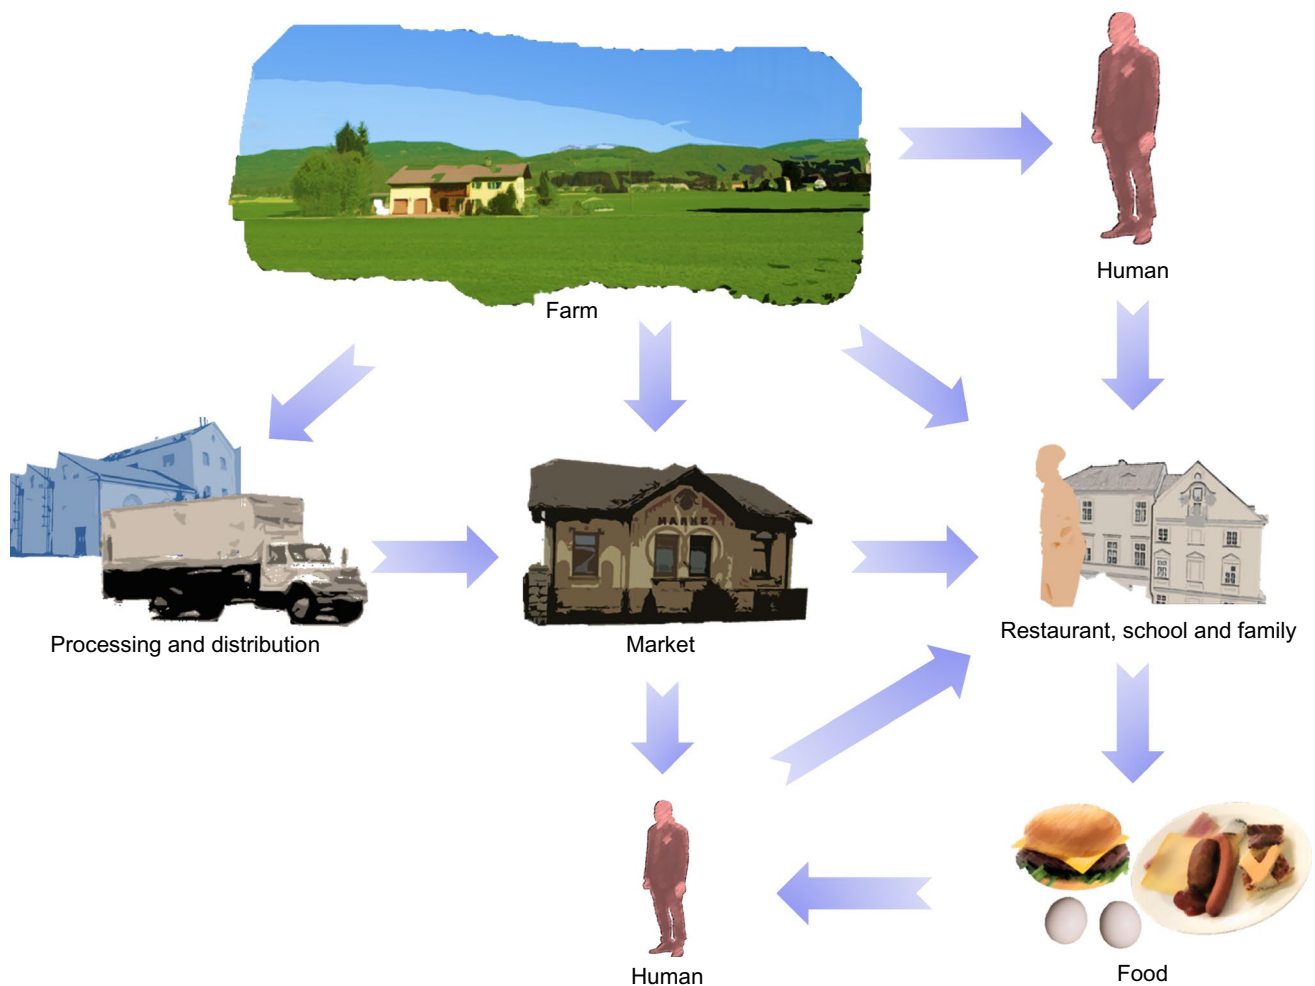 Human
Farm
MARKET
Processing and distribution
Market
Restaurant, school and family
Human
Food